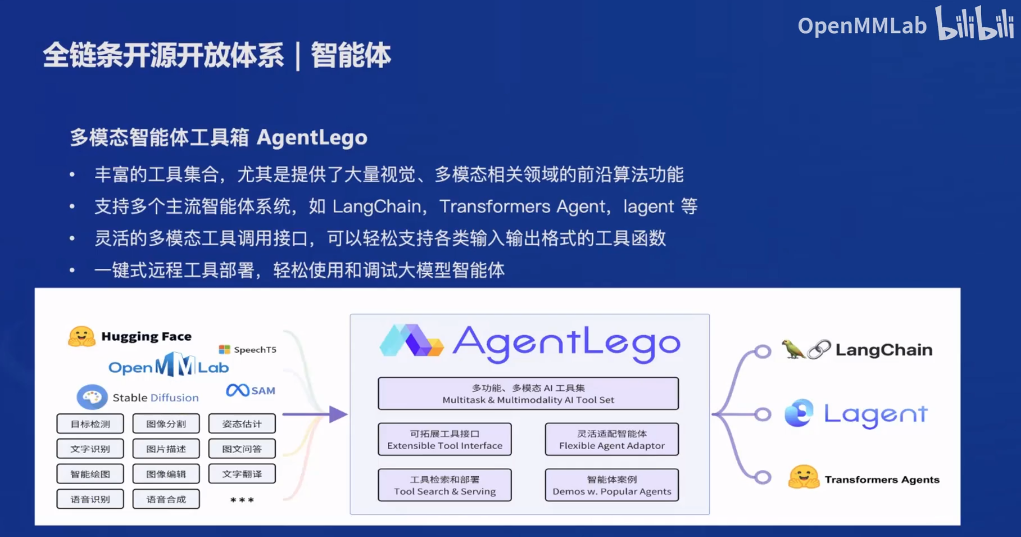 OpenMMLab bilibili
全链条开源开放体系 | 智能体
多模态智能体工具箱 AgentLego
• 丰富的工具集合，尤其是提供了大量视觉、多模态相关领域的前沿算法功能
• 支持多个主流智能体系统，如 LangChain，Transformers Agent，lagent 等
• 灵活的多模态工具调用接口，可以轻松支持各类输入输出格式的工具函数
• 一键式远程工具部署，轻松使用和调试大模型智能体
Hugging Face
SpeechT5
OpenMMLab
Stable Diffusion
SAM
目标检测 图像分割 姿态估计
文字识别 图片描述 图文问答
智能绘图 图像编辑 文字翻译
语音识别 语音合成 ***
AgentLego
多功能、多模态 AI 工具集
Multitask & Multimodality AI Tool Set
可拓展工具接口
Extensible Tool Interface
灵活适配智能体
Flexible Agent Adaptor
工具检索和部署
Tool Search & Serving
智能体案例
Demos w. Popular Agents
LangChain
Lagent
Transformers Agents